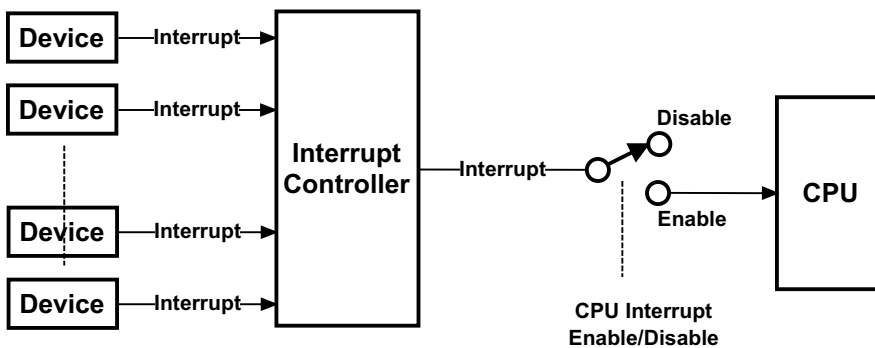 Device
Interrupt
Device
Interrupt
Device
Interrupt
Device
Interrupt
Interrupt
Controller
Interrupt
Disable
Enable
CPU
CPU Interrupt
Enable/Disable